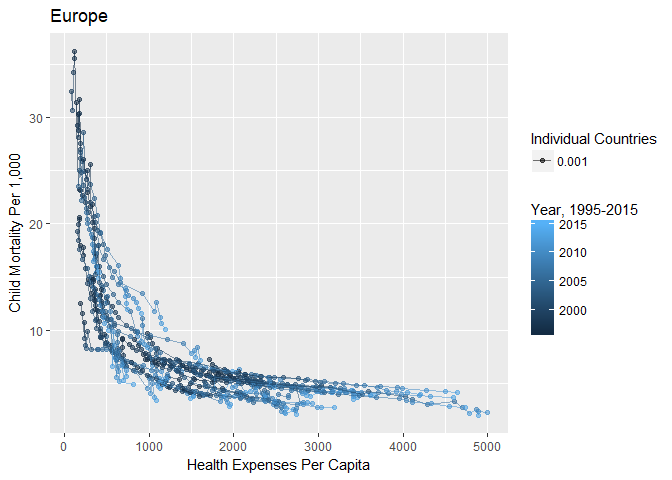 Europe
Child Mortality Per 1,000
30
20
10
0
1000
2000
3000
4000
5000
Health Expenses Per Capita
Individual Countries
0.001
Year, 1995-2015
2015
2010
2005
2000